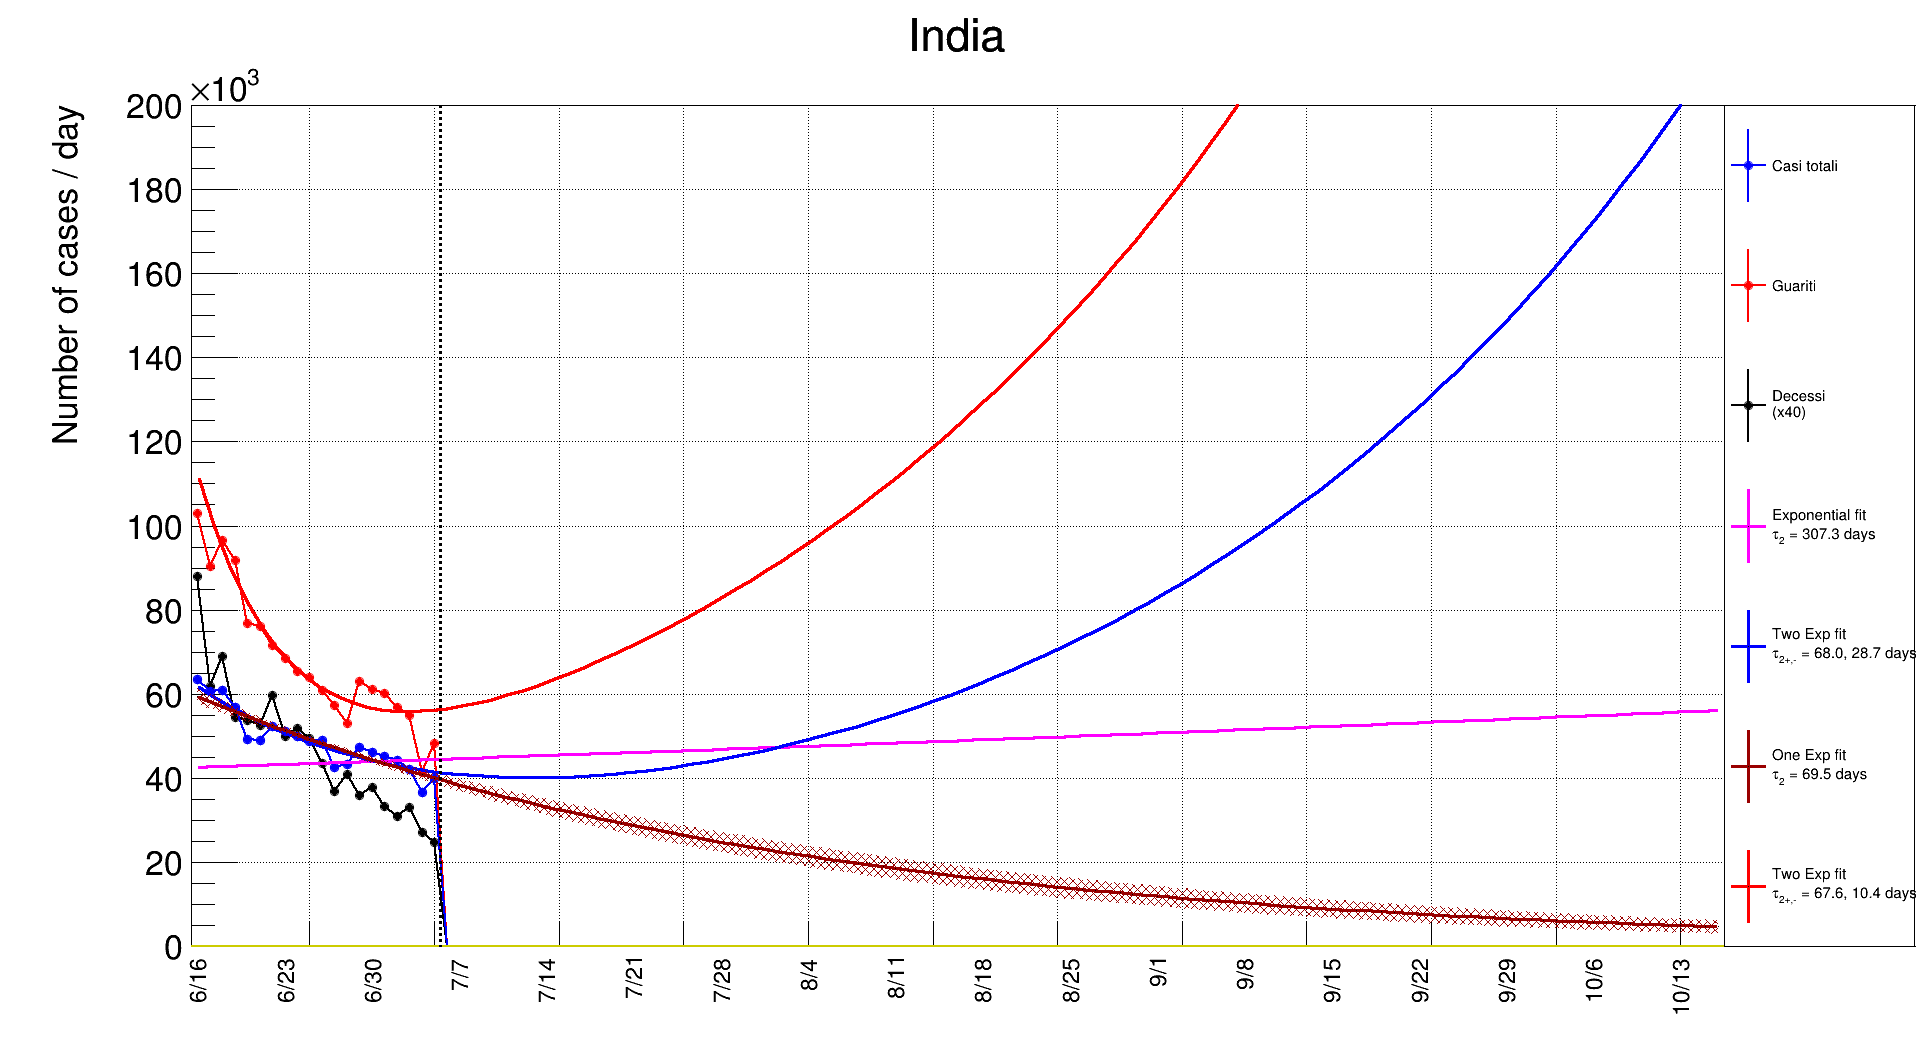 India
×10³
Number of cases / day
200
180
160
140
120
100
80
60
40
20
0
6/16
6/23
6/30
7/7
7/14
7/21
7/28
8/4
8/11
8/18
8/25
9/1
9/8
9/15
9/22
9/29
10/6
10/13
Casi totali
Guariti
Decessi
(x40)
Exponential fit
τ₂ = 307.3 days
Two Exp fit
τ₂₊,₋ = 68.0, 28.7 days
One Exp fit
τ₂ = 69.5 days
Two Exp fit
τ₂₊,₋ = 67.6, 10.4 days